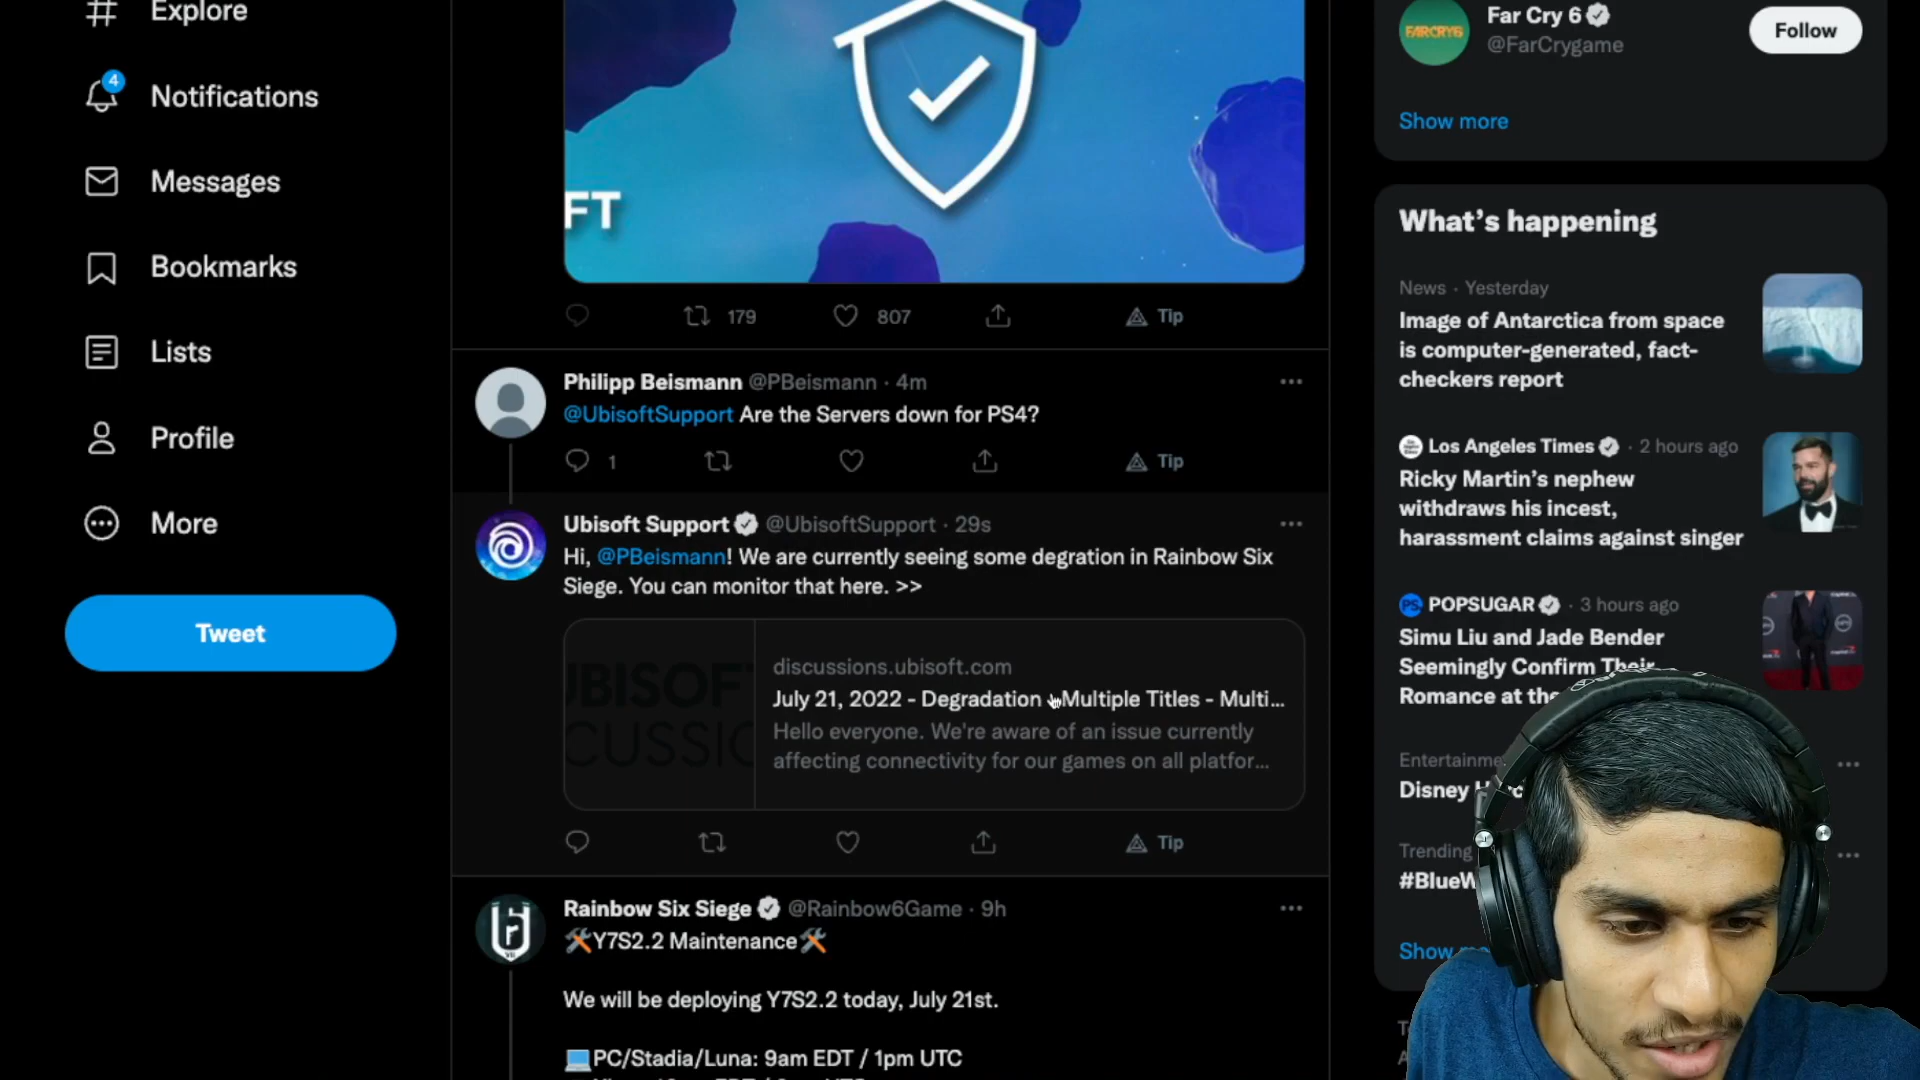 Explore
4
Notifications
Messages
Bookmarks
Lists
Profile
More
Tweet
FT
179
807
Tip
Philipp Beismann @PBeismann · 4m
@UbisoftSupport Are the Servers down for PS4?
1
Tip
Ubisoft Support @UbisoftSupport · 29s
Hi, @PBeismann! We are currently seeing some degration in Rainbow Six
Siege. You can monitor that here. >>
UBISOFT
CUSSIO
discussions.ubisoft.com
July 21, 2022 - Degradation - Multiple Titles - Multi...
Hello everyone. We're aware of an issue currently
affecting connectivity for our games on all platfor...
Tip
Rainbow Six Siege @Rainbow6Game · 9h
🛠Y7S2.2 Maintenance🛠
We will be deploying Y7S2.2 today, July 21st.
💻PC/Stadia/Luna: 9am EDT / 1pm UTC
FARCRY6
Far Cry 6
@FarCrygame
Follow
Show more
What's happening
News · Yesterday
Image of Antarctica from space
is computer-generated, fact-
checkers report
Los Angeles Times · 2 hours ago
Ricky Martin's nephew
withdraws his incest,
harassment claims against singer
PS POPSUGAR · 3 hours ago
Simu Liu and Jade Bender
Seemingly Confirm Their
Romance at the
Disney
Trending
Show